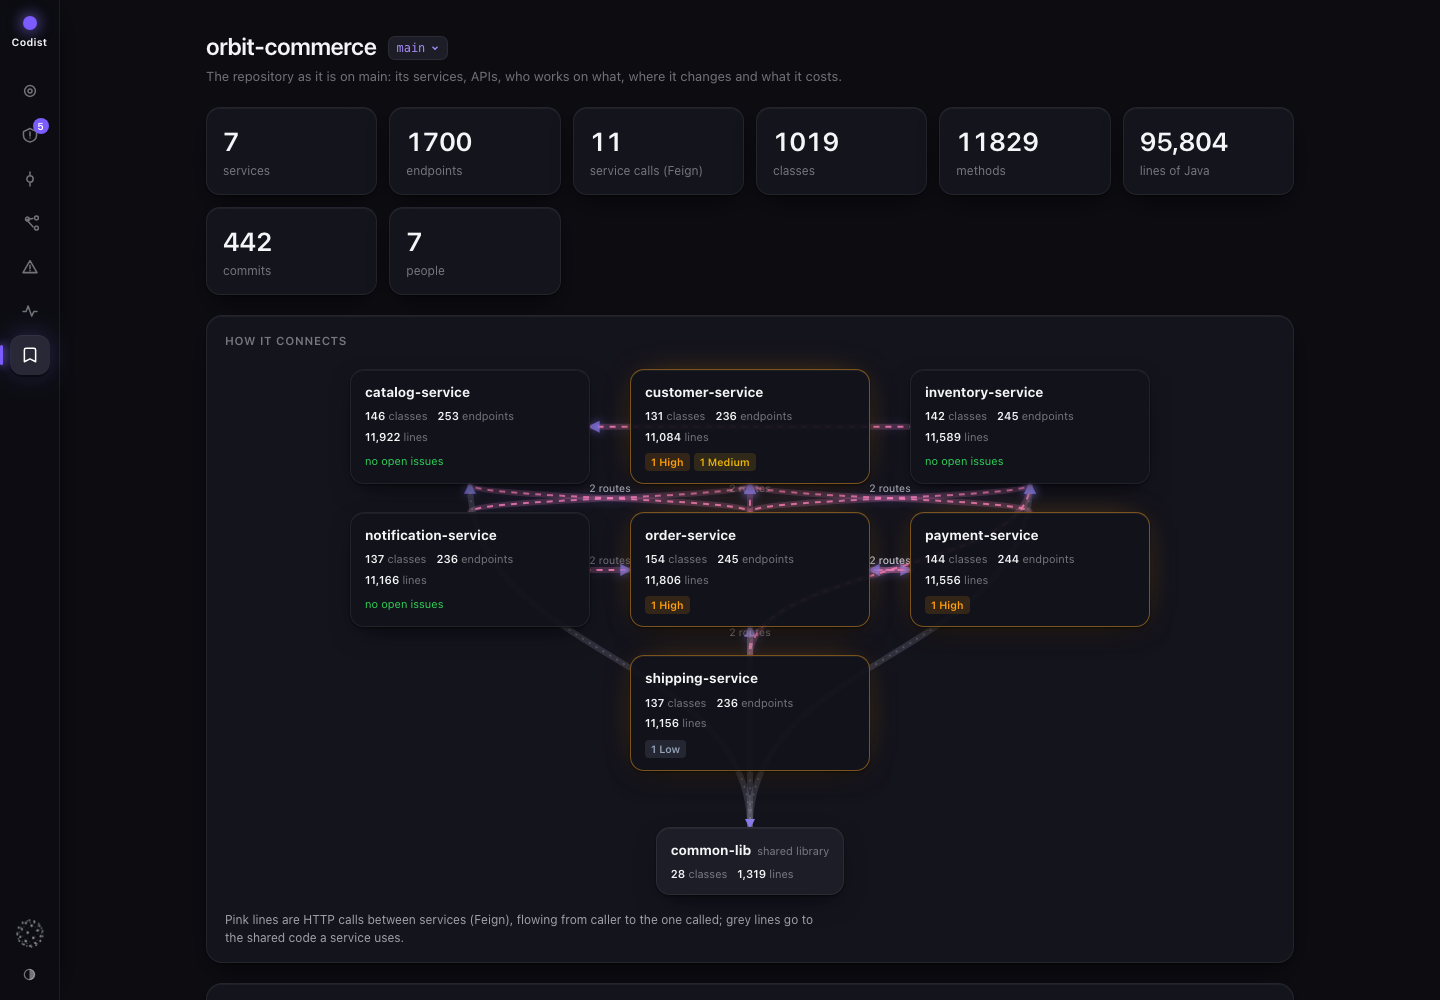 Codist
5
orbit-commerce
main
The repository as it is on main: its services, APIs, who works on what, where it changes and what it costs.
7
services
1700
endpoints
11
service calls (Feign)
1019
classes
11829
methods
95,804
lines of Java
442
commits
7
people
HOW IT CONNECTS
catalog-service
146 classes 253 endpoints
11,922 lines
no open issues
customer-service
131 classes 236 endpoints
11,084 lines
1 High 1 Medium
inventory-service
142 classes 245 endpoints
11,589 lines
no open issues
2 routes
2 routes
2 routes
notification-service
137 classes 236 endpoints
11,166 lines
no open issues
2 routes
order-service
154 classes 245 endpoints
11,806 lines
1 High
2 routes
payment-service
144 classes 244 endpoints
11,556 lines
1 High
2 routes
shipping-service
137 classes 236 endpoints
11,156 lines
1 Low
common-lib shared library
28 classes 1,319 lines
Pink lines are HTTP calls between services (Feign), flowing from caller to the one called; grey lines go to
the shared code a service uses.